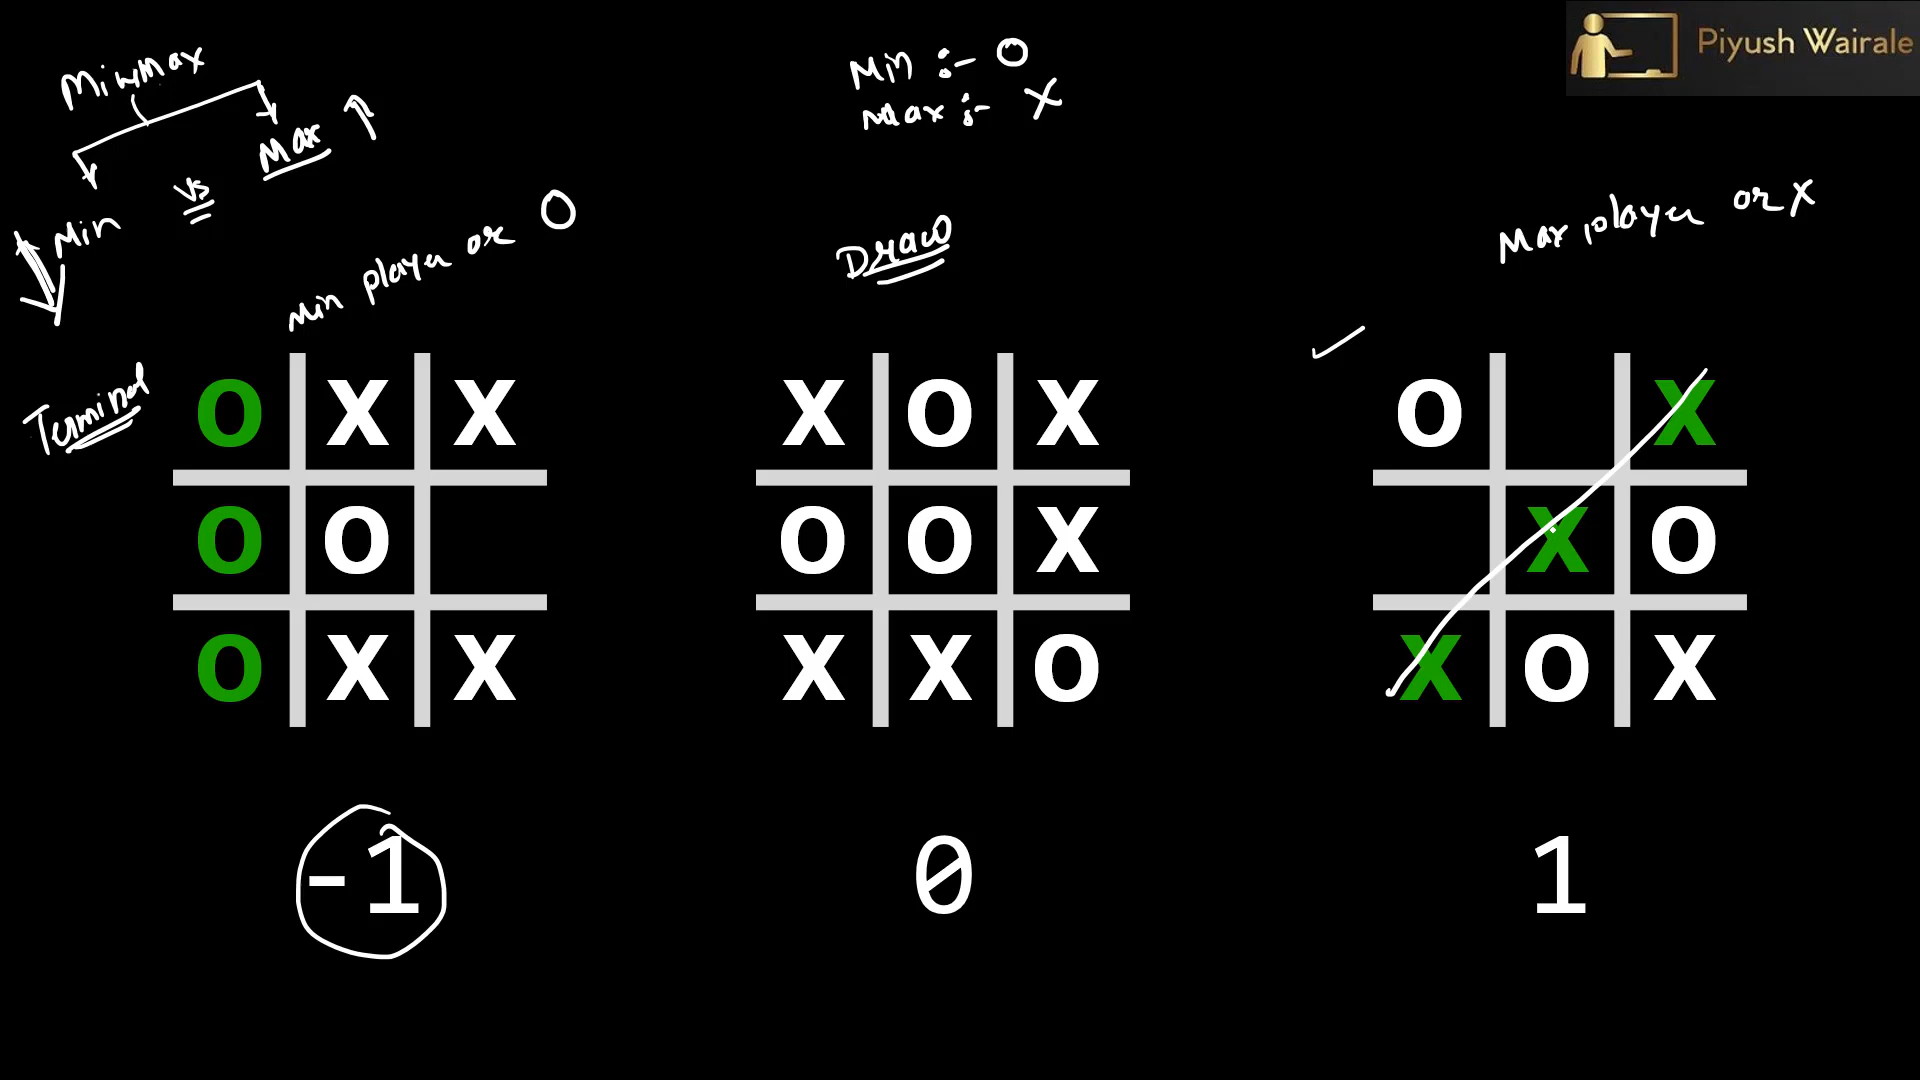 Piyush Wairale
MinMax
Min vs Max
Min :- O
Max :- X
Min player or O
Draw
Max player or X
Terminal
O X X
O O
O X X
X O X
O O X
X X O
O X
X O
X O X
-1
0
1